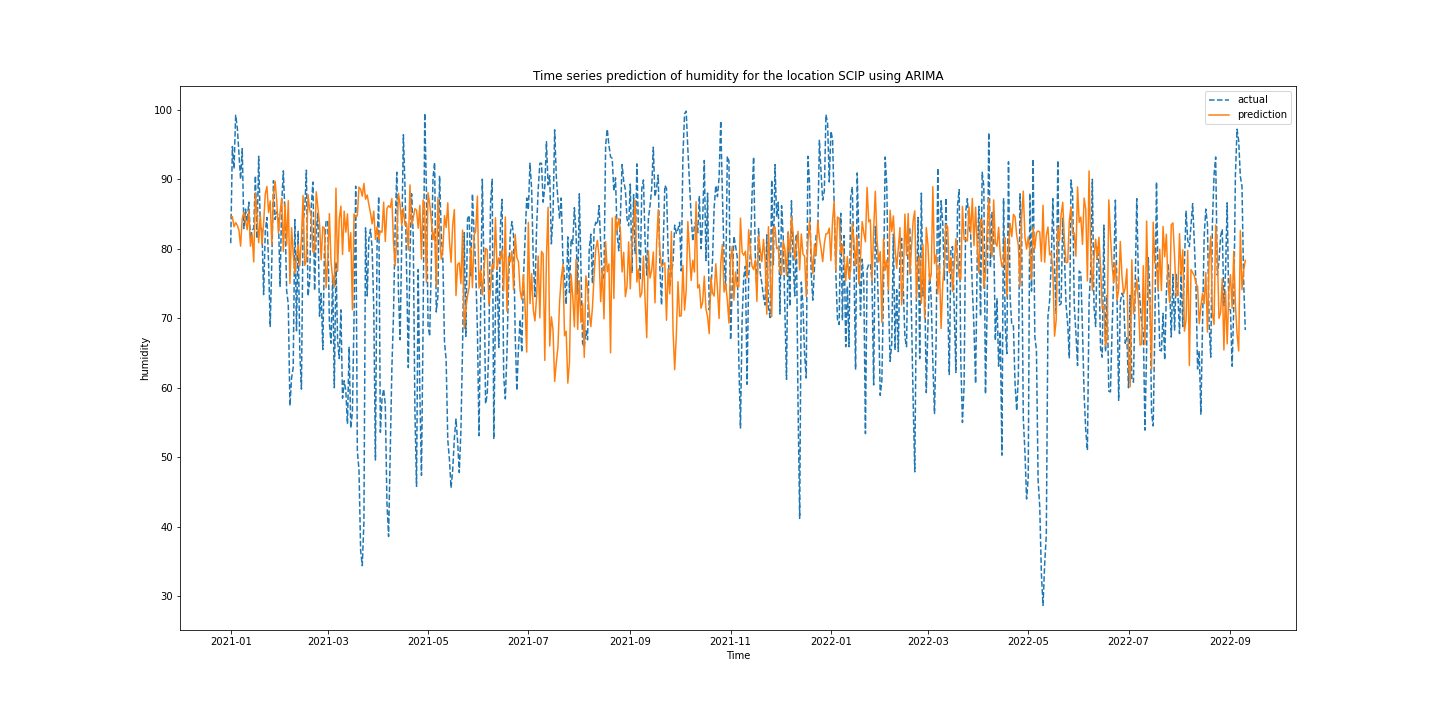 Time series prediction of humidity for the location SCIP using ARIMA
actual
prediction
100
90
80
70
60
50
40
30
humidity
2021-01 2021-03 2021-05 2021-07 2021-09 2021-11 2022-01 2022-03 2022-05 2022-07 2022-09
Time